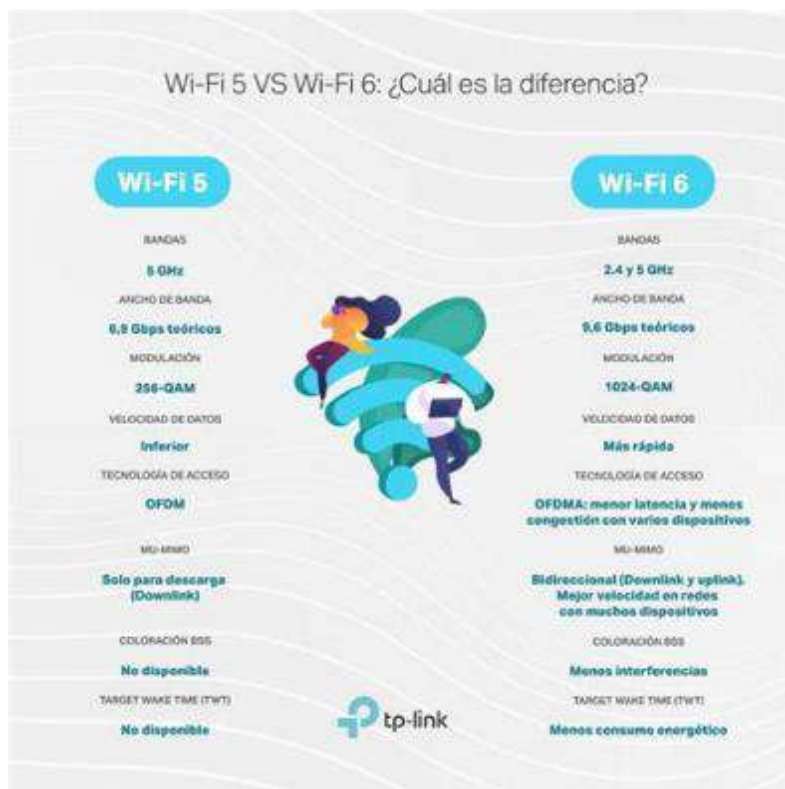 Wi-Fi 5 VS Wi-Fi 6: ¿Cuál es la diferencia?
Wi-Fi 5
BANDAS
5 GHz
ANCHO DE BANDA
6,9 Gbps teóricos
MODULACIÓN
256-QAM
VELOCIDAD DE DATOS
Inferior
TECNOLOGÍA DE ACCESO
OFDM
MU-MIMO
Solo para descarga
(Downlink)
COLORACIÓN BSS
No disponible
TARGET WAKE TIME (TWT)
No disponible
Wi-Fi 6
BANDAS
2.4 y 5 GHz
ANCHO DE BANDA
9,6 Gbps teóricos
MODULACIÓN
1024-QAM
VELOCIDAD DE DATOS
Más rápida
TECNOLOGÍA DE ACCESO
OFDMA: menor latencia y menos
congestión con varios dispositivos
MU-MIMO
Bidireccional (Downlink y uplink).
Mejor velocidad en redes
con muchos dispositivos
COLORACIÓN BSS
Menos interferencias
TARGET WAKE TIME (TWT)
Menos consumo energético
tp-link